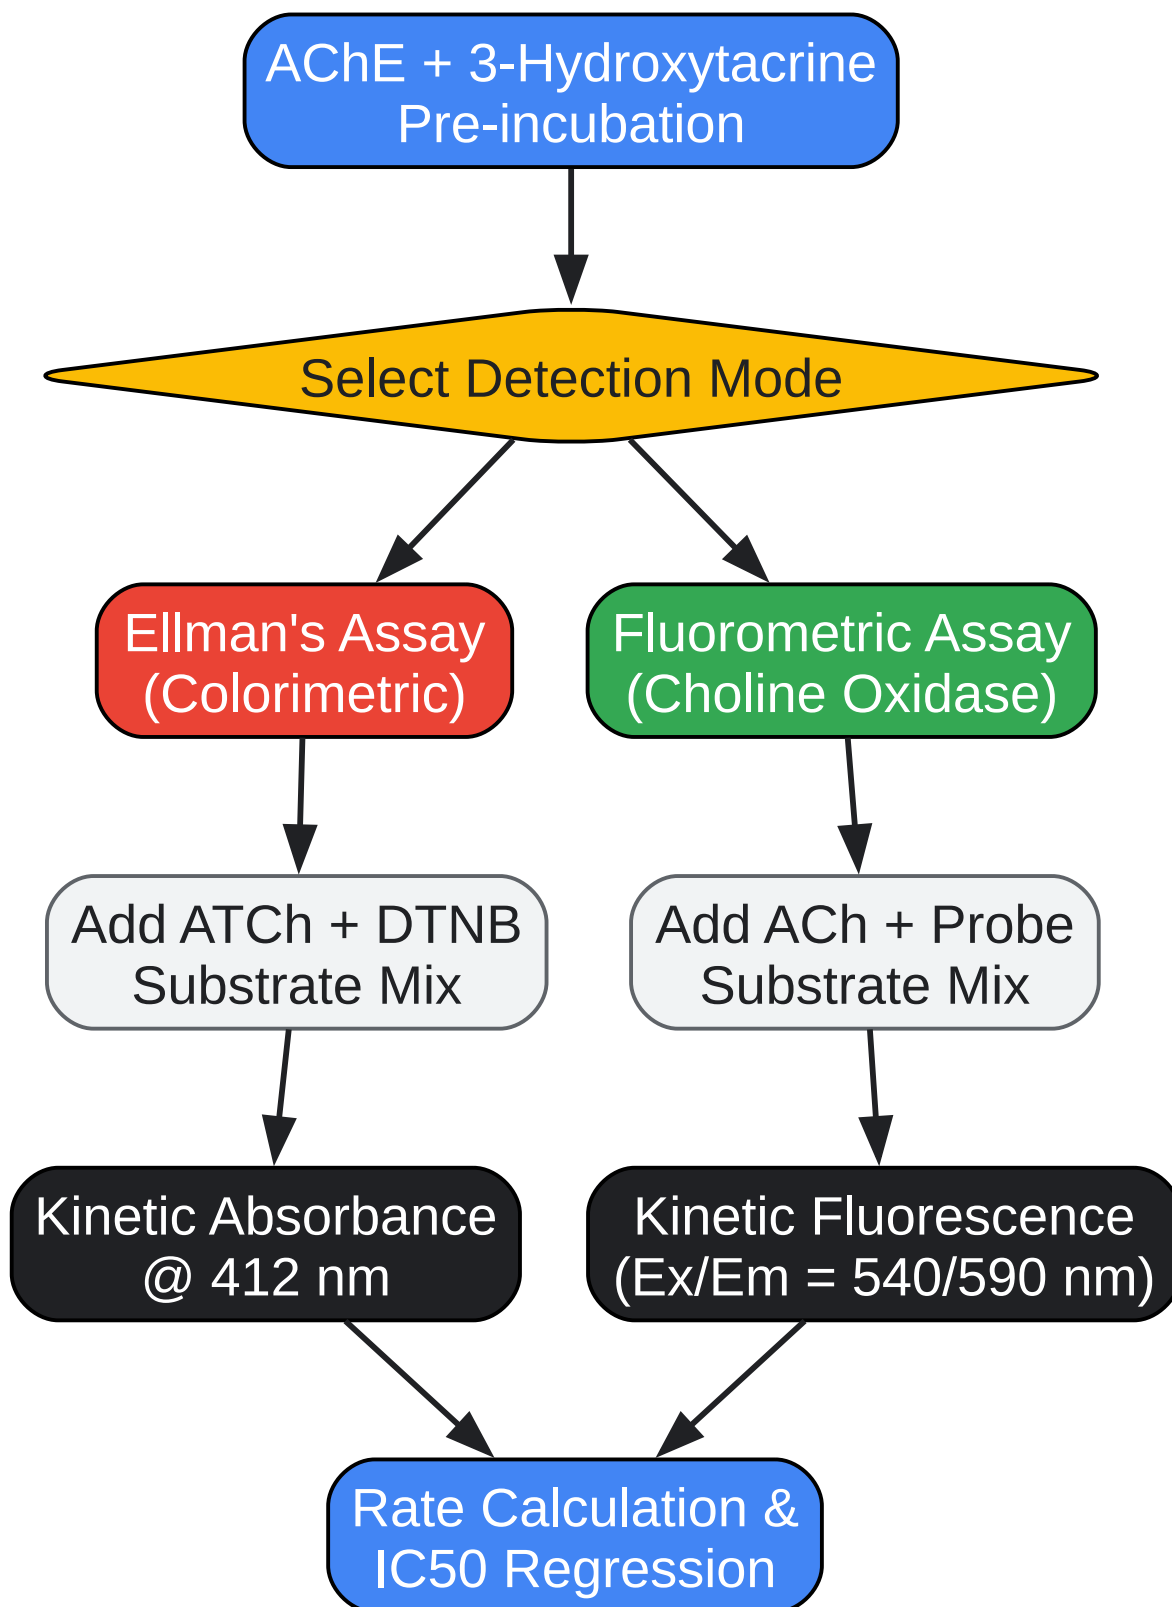 AChE + 3-Hydroxytacrine
Pre-incubation
Select Detection Mode
Ellman's Assay
(Colorimetric)
Fluorometric Assay
(Choline Oxidase)
Add ATCh + DTNB
Substrate Mix
Add ACh + Probe
Substrate Mix
Kinetic Absorbance
@ 412 nm
Kinetic Fluorescence
(Ex/Em = 540/590 nm)
Rate Calculation &
IC50 Regression